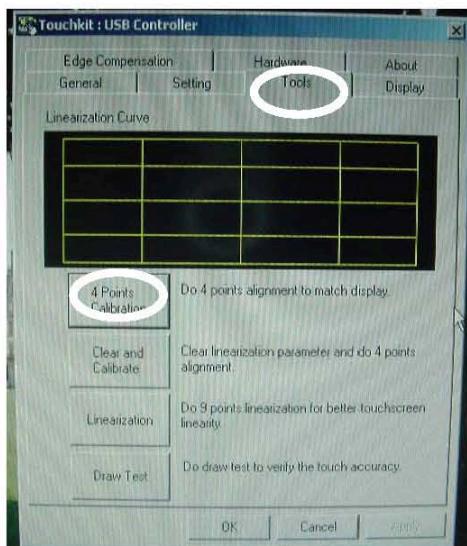 Touchkit : USB Controller
Edge Compensation Hardware About
General Setting Tools Display
Linearization Curve
4 Points
Calibration
Do 4 points alignment to match display.
Clear and
Calibrate
Clear linearization parameter and do 4 points
alignment.
Linearization
Do 9 points linearization for better touchscreen
linearity.
Draw Test
Do draw test to verify the touch accuracy.
OK Cancel Apply